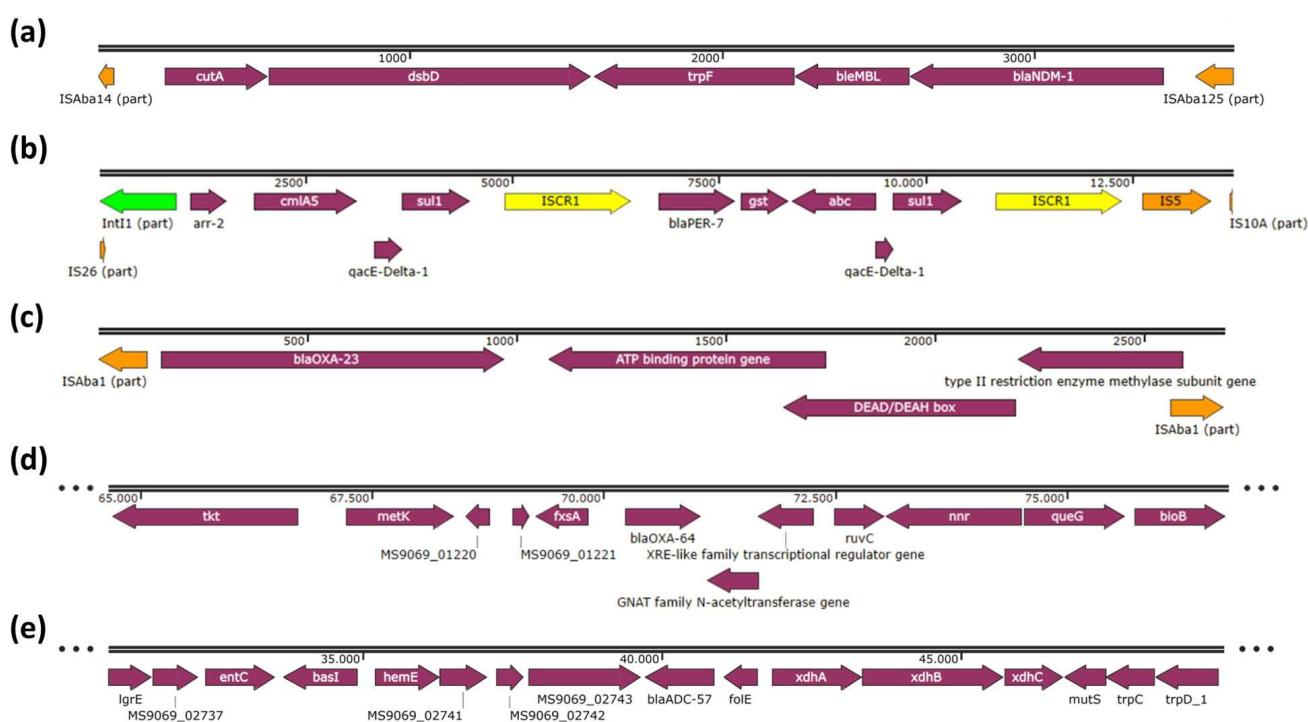 (a)
1000 2000 3000
cutA dsbD trpF bleMBL blaNDM-1
ISAba14 (part) ISAba125 (part)
(b)
2500 5000 7500 10.000 12.500
cmlA5 sul1 ISCR1 blaPER-7 gst abc sul1 ISCR1 IS5
IntI1 (part) arr-2 IS10A (part)
IS26 (part) qacE-Delta-1 qacE-Delta-1
(c)
500 1000 1500 2000 2500
blaOXA-23 ATP binding protein gene
ISAba1 (part) type II restriction enzyme methylase subunit gene
DEAD/DEAH box
ISAba1 (part)
(d)
65.000 67.500 70.000 72.500 75.000
tkt metK fxsA blaOXA-64 ruvC nnr queG bioB
MS9069_01220 MS9069_01221 XRE-like family transcriptional regulator gene
GNAT family N-acetyltransferase gene
(e)
35.000 40.000 45.000
entC basI hemE xdhA xdhB xdhC
lgrE MS9069_02743 blaADC-57 folE mutS trpC trpD_1
MS9069_02737 MS9069_02741 MS9069_02742